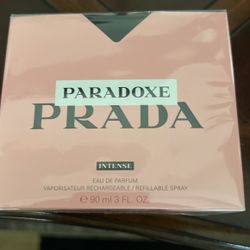 PARADOXE
PRADA
INTENSE
EAU DE PARFUM
VAPORISATEUR RECHARGEABLE / REFILLABLE SPRAY
℮ 90 ml 3 FL. OZ.